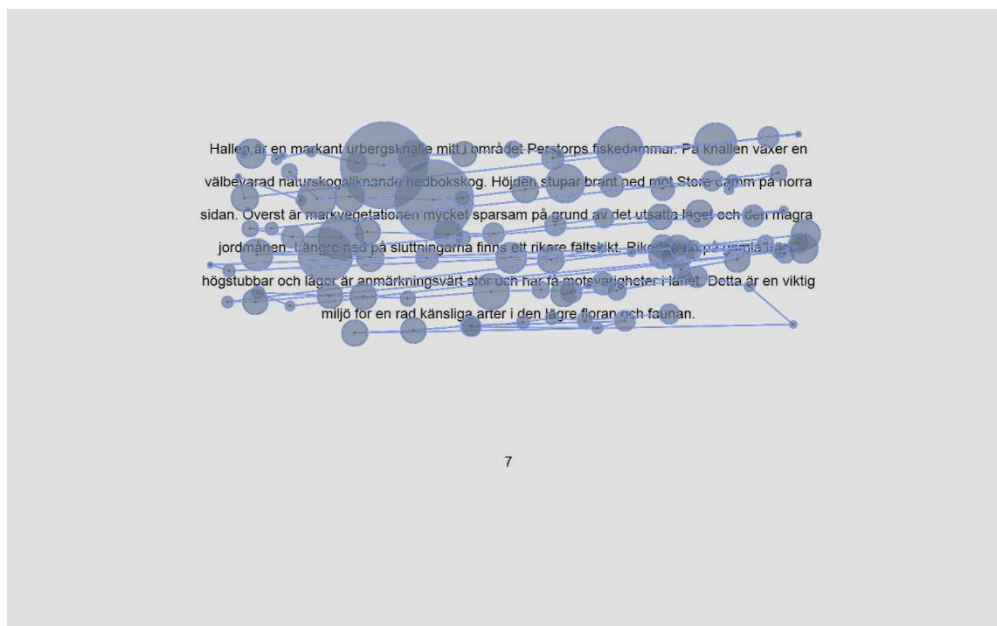 Hallen är en markant urbergsknalle mitt i området Perstorps fiskedammar. På knallen växer en
välbevarad naturskogsliknande hedbokskog. Höjden stupar brant ned mot Store damm på norra
sidan. Överst är markvegetationen mycket sparsam på grund av det utsatta läget och den magra
jordmånen. Längre ned på sluttningarna finns ett rikare fältskikt. på gamla träd,
högstubbar och lågor är anmärkningsvärt stor och har få motsvarigheter i länet. Detta är en viktig
miljö för en rad känsliga arter i den lägre floran och faunan.
7